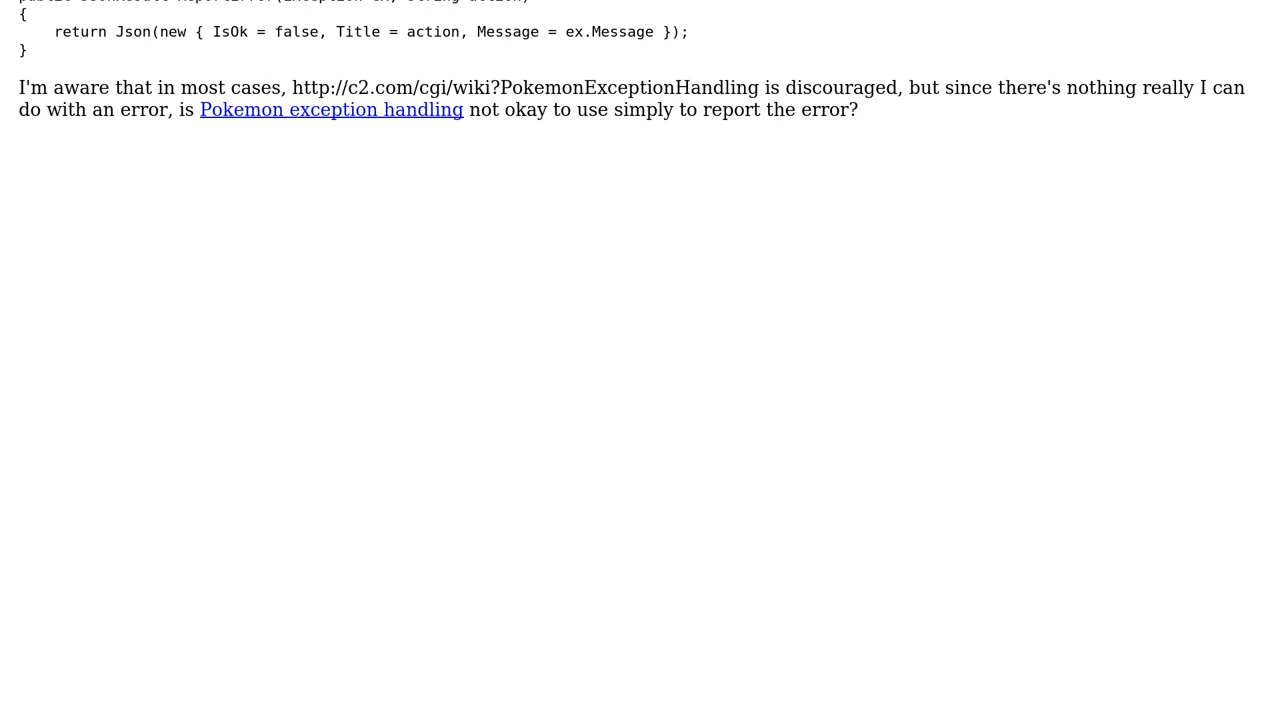 {
    return Json(new { IsOk = false, Title = action, Message = ex.Message });
}
I'm aware that in most cases, http://c2.com/cgi/wiki?PokemonExceptionHandling is discouraged, but since there's nothing really I can
do with an error, is Pokemon exception handling not okay to use simply to report the error?